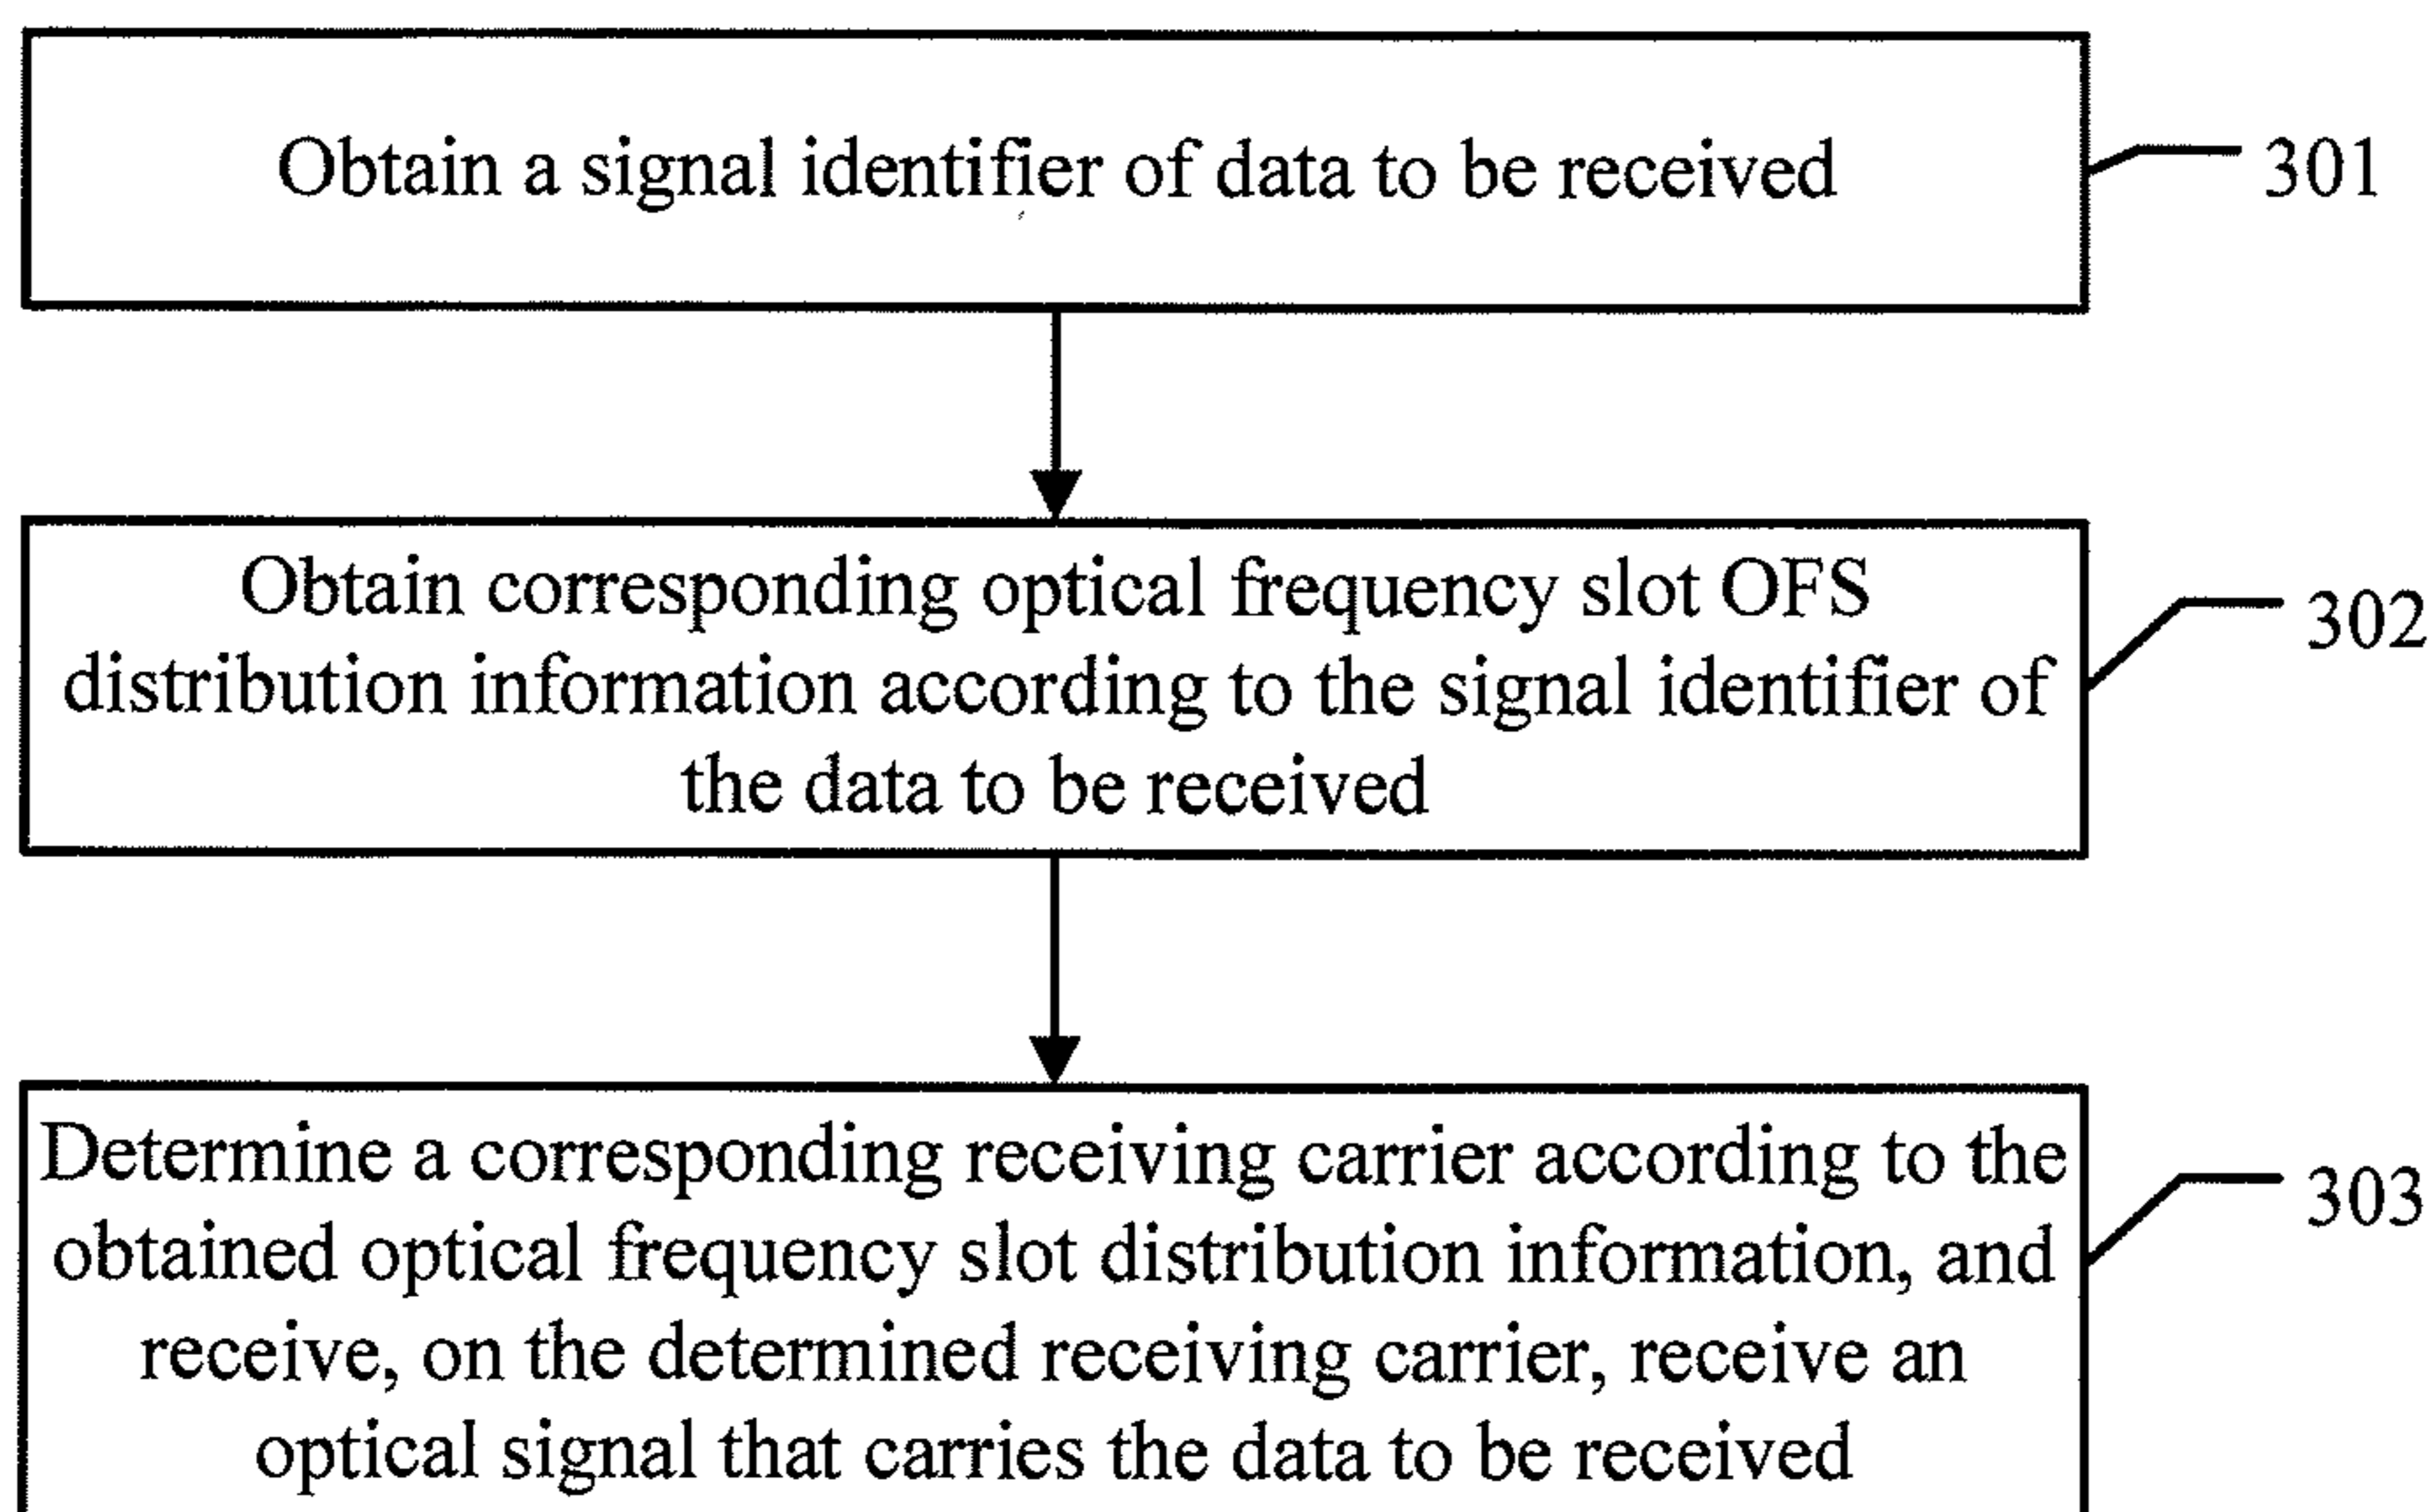 Obtain a signal identifier of data to be received
301
Obtain corresponding optical frequency slot OFS
distribution information according to the signal identifier of
the data to be received
302
Determine a corresponding receiving carrier according to the
obtained optical frequency slot distribution information, and
receive, on the determined receiving carrier, receive an
optical signal that carries the data to be received
303